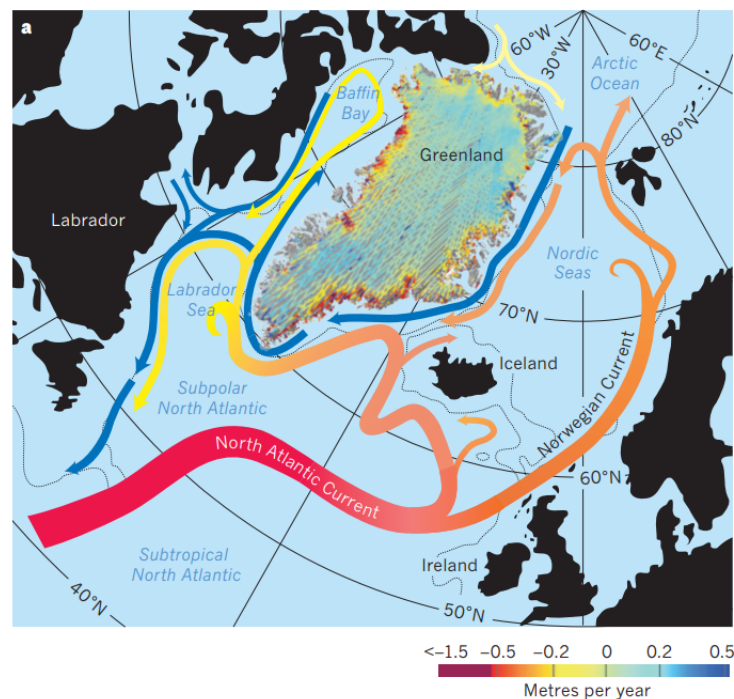 a
60°W
30°W
60°E
Arctic
Ocean
80°N
Baffin
Bay
Greenland
Labrador
Nordic
Seas
Labrador
Sea
70°N
Iceland
Subpolar
North Atlantic
Norwegian Current
North Atlantic Current
60°N
Subtropical
North Atlantic
Ireland
40°N
50°N
<–1.5 –0.5 –0.2 0 0.2 0.5
Metres per year